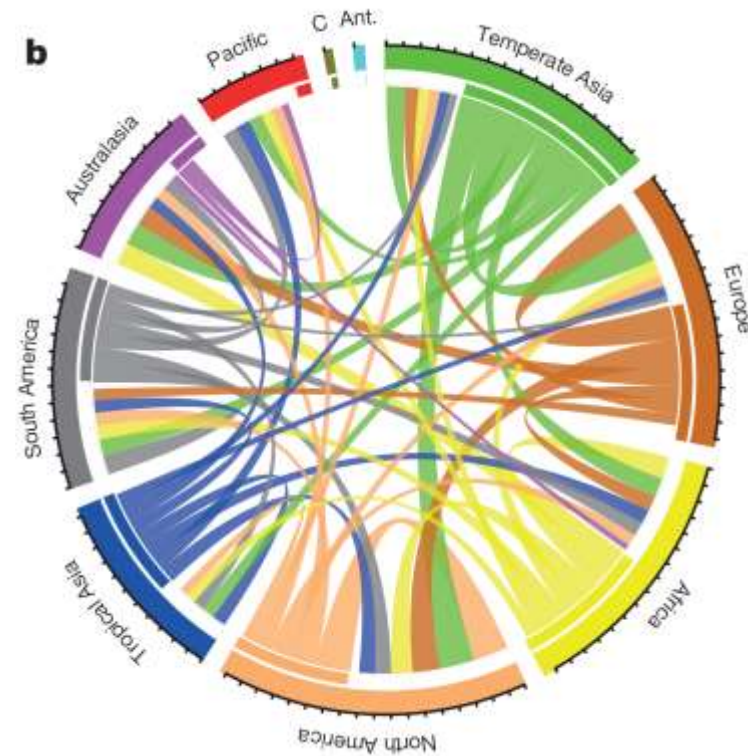 b
C
Ant.
Temperate Asia
Europe
Africa
North America
Tropical Asia
South America
Australasia
Pacific